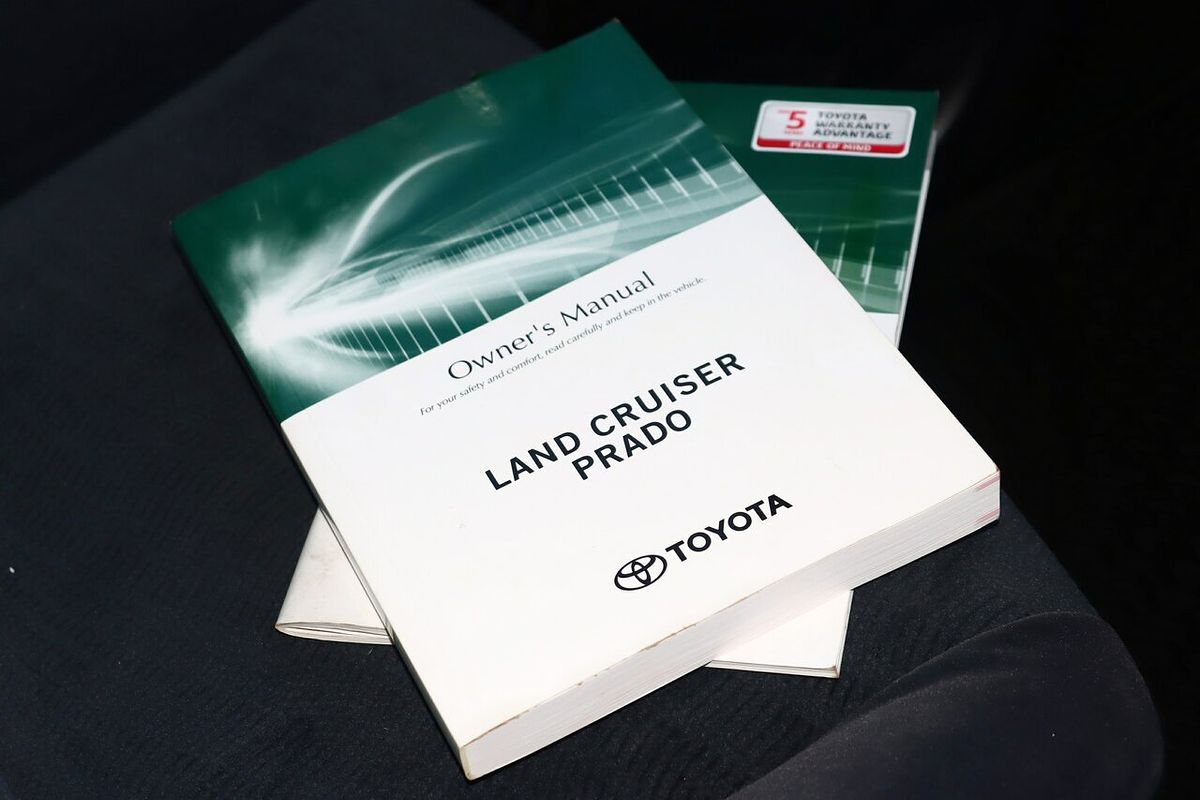 5
TOYOTA
WARRANTY
ADVANTAGE
PEACE OF MIND
Owner's Manual
For your safety and comfort, read carefully and keep in the vehicle.
LAND CRUISER
PRADO
TOYOTA